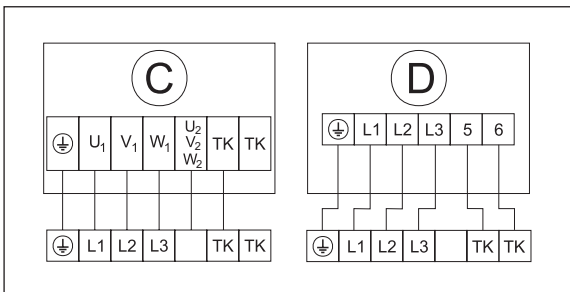 C
U1 V1 W1 U2 V2 W2 TK TK
L1 L2 L3 TK TK
D
L1 L2 L3 5 6
L1 L2 L3 TK TK